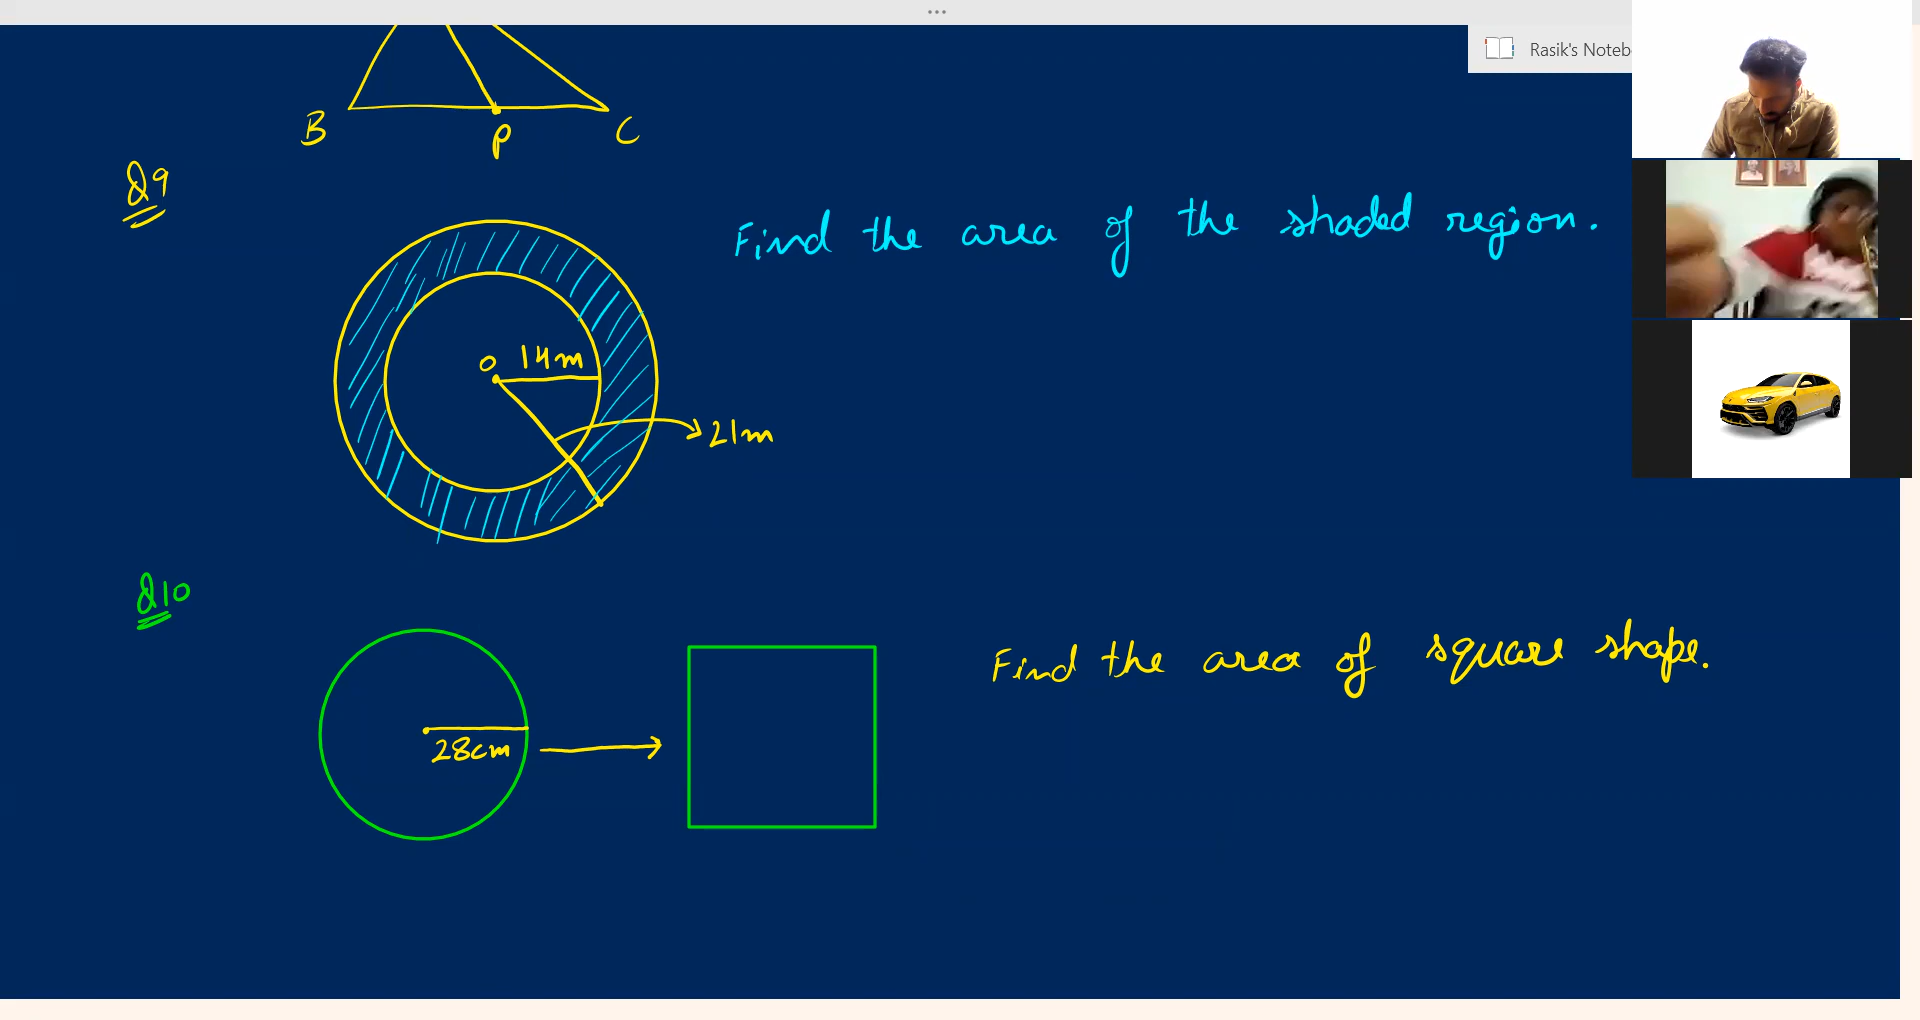 Rasik's Noteb
B
P
C
Q9
Find the area of the shaded region.
O
14m
21m
Q10
Find the area of square shape.
28cm